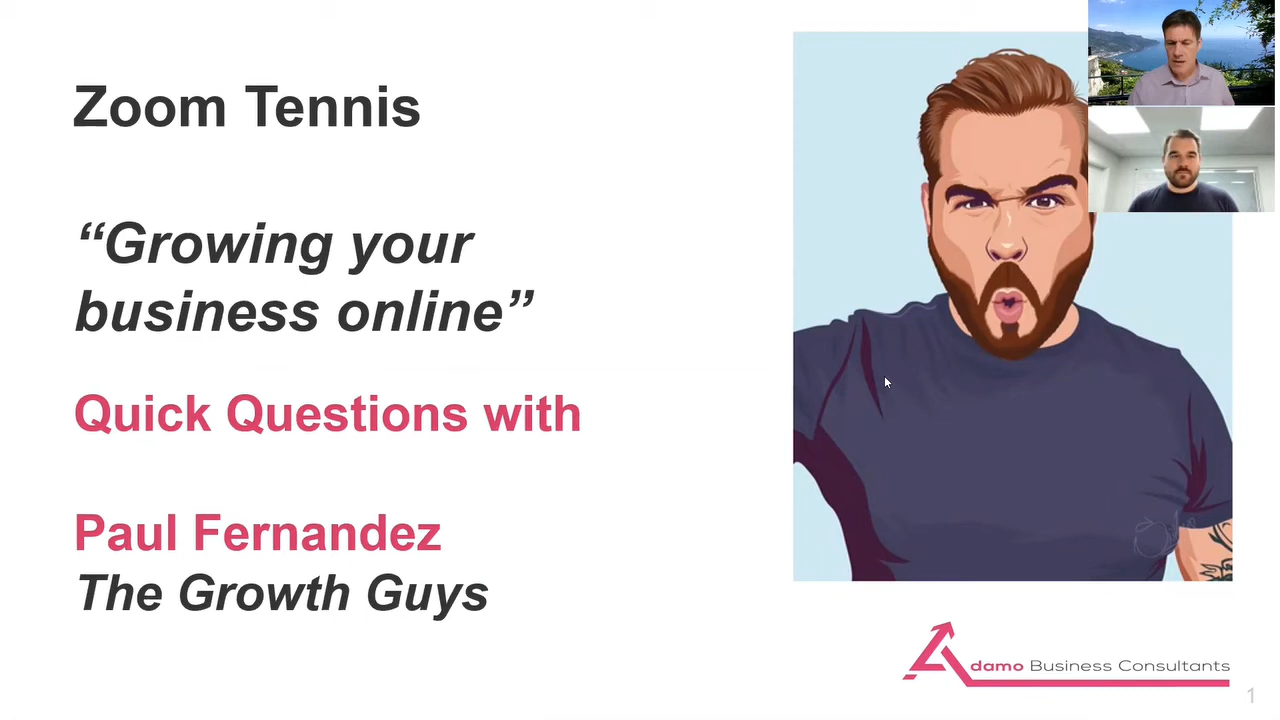 Zoom Tennis
“Growing your
business online”
Quick Questions with
Paul Fernandez
The Growth Guys
damo Business Consultants
1